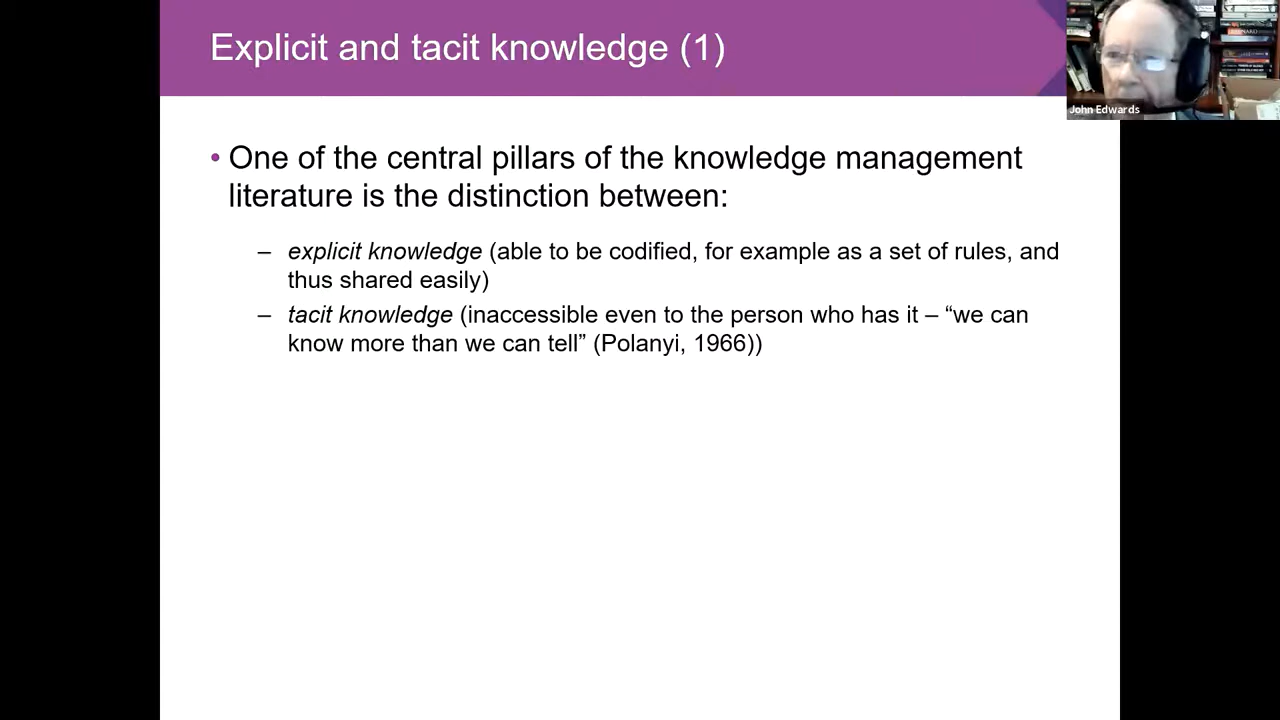 Explicit and tacit knowledge (1)
John Edwards
• One of the central pillars of the knowledge management
literature is the distinction between:
– explicit knowledge (able to be codified, for example as a set of rules, and
thus shared easily)
– tacit knowledge (inaccessible even to the person who has it – “we can
know more than we can tell” (Polanyi, 1966))